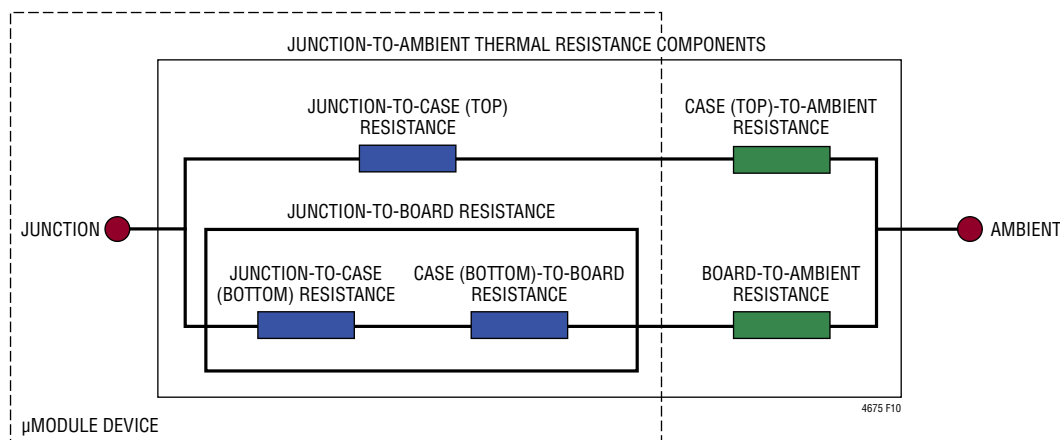 JUNCTION-TO-AMBIENT THERMAL RESISTANCE COMPONENTS
JUNCTION-TO-CASE (TOP)
RESISTANCE
CASE (TOP)-TO-AMBIENT
RESISTANCE
JUNCTION
JUNCTION-TO-BOARD RESISTANCE
AMBIENT
JUNCTION-TO-CASE
(BOTTOM) RESISTANCE
CASE (BOTTOM)-TO-BOARD
RESISTANCE
BOARD-TO-AMBIENT
RESISTANCE
4675 F10
µMODULE DEVICE